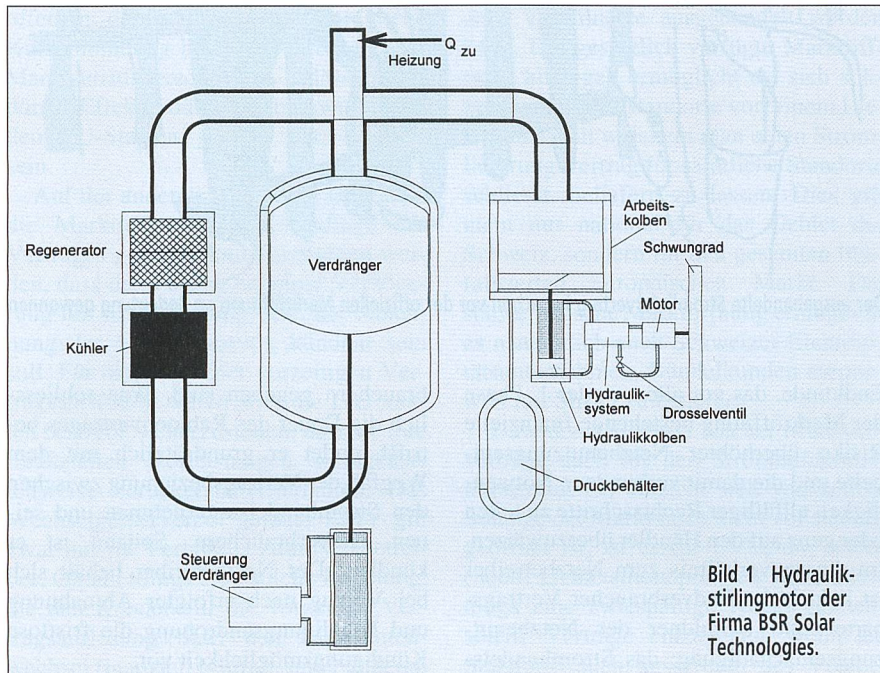 Q zu
Heizung
Arbeits-
kolben
Schwungrad
Regenerator
Verdränger
Motor
Kühler
Hydraulik-
system
Drosselventil
Hydraulikkolben
Druckbehälter
Steuerung
Verdränger
Bild 1 Hydraulik-
stirlingmotor der
Firma BSR Solar
Technologies.